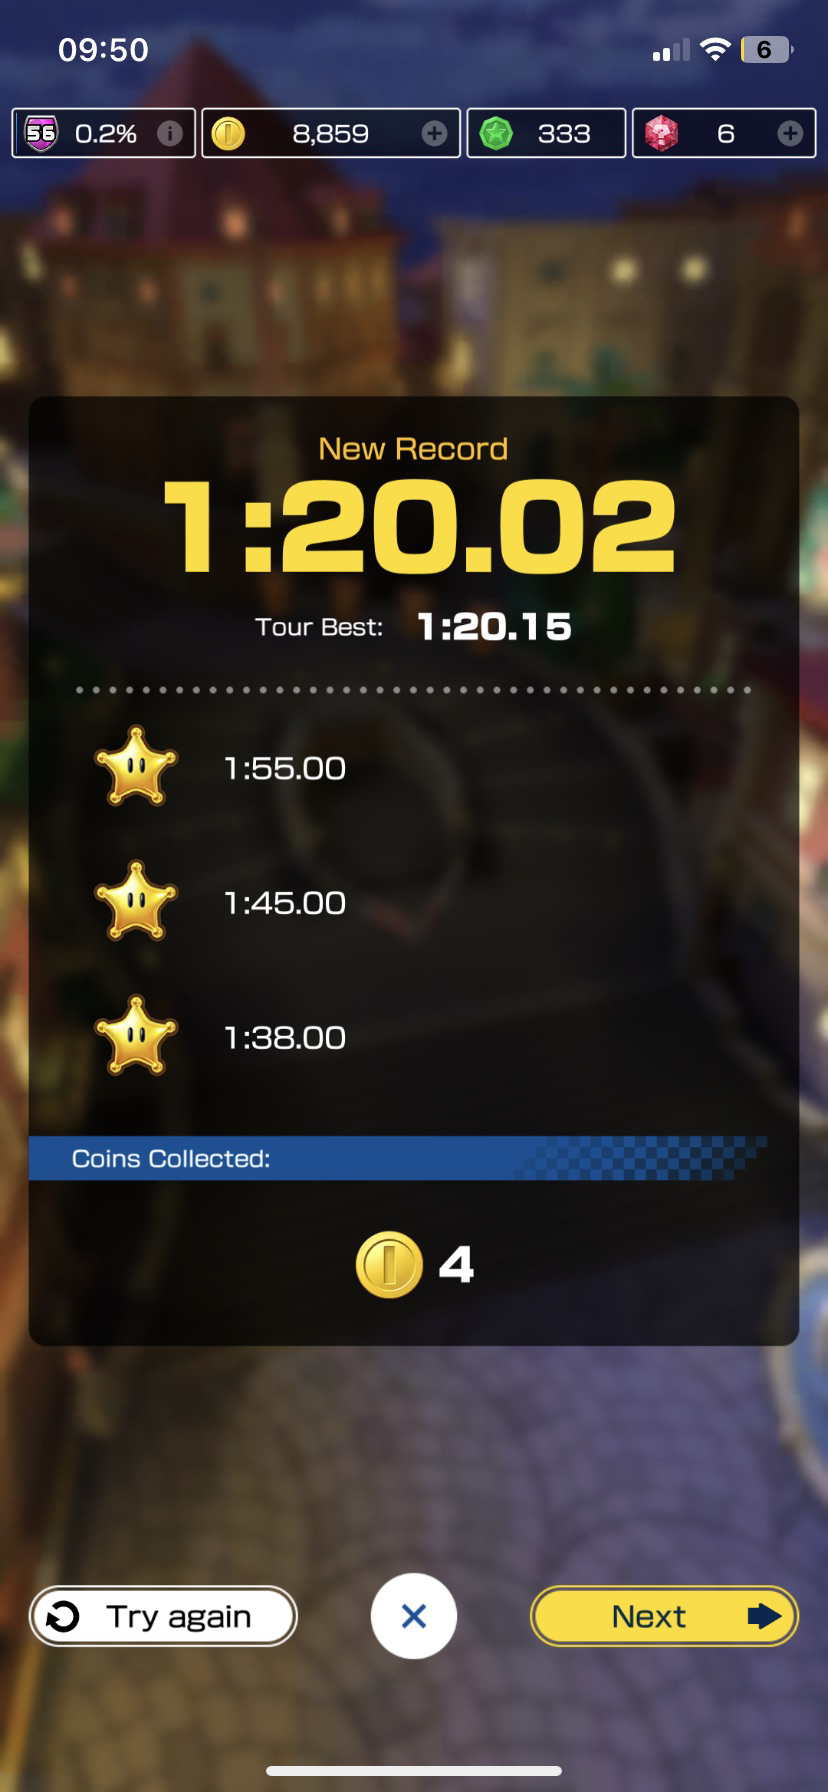 09:50
6
56 0.2% i 8,859 + 333 ? 6 +
New Record
1:20.02
Tour Best: 1:20.15
1:55.00
1:45.00
1:38.00
Coins Collected:
4
Try again × Next